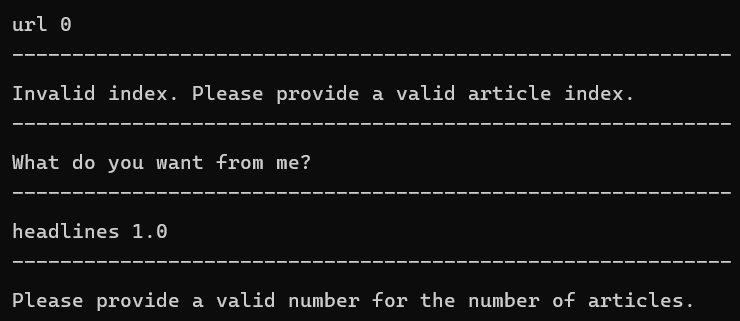 url 0
------------------------------------------------------------
Invalid index. Please provide a valid article index.
------------------------------------------------------------
What do you want from me?
------------------------------------------------------------
headlines 1.0
------------------------------------------------------------
Please provide a valid number for the number of articles.